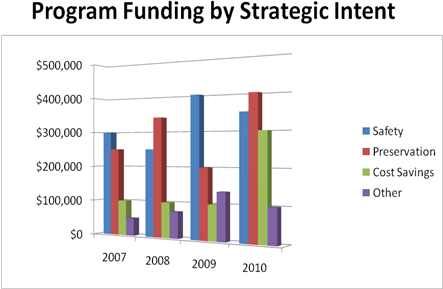 Program Funding by Strategic Intent
$500,000
$400,000
$300,000
$200,000
$100,000
$0
2007
2008
2009
2010
Safety
Preservation
Cost Savings
Other